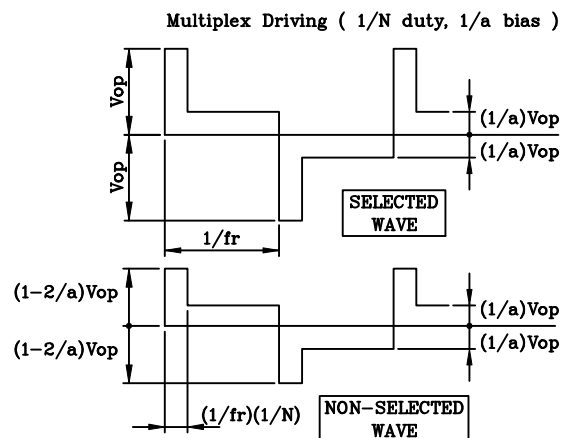 Multiplex Driving ( 1/N duty, 1/a bias )
Vop
(1/a)Vop
(1/a)Vop
Vop
SELECTED
WAVE
1/fr
(1-2/a)Vop
(1/a)Vop
(1-2/a)Vop
(1/a)Vop
(1/fr)(1/N)
NON-SELECTED
WAVE